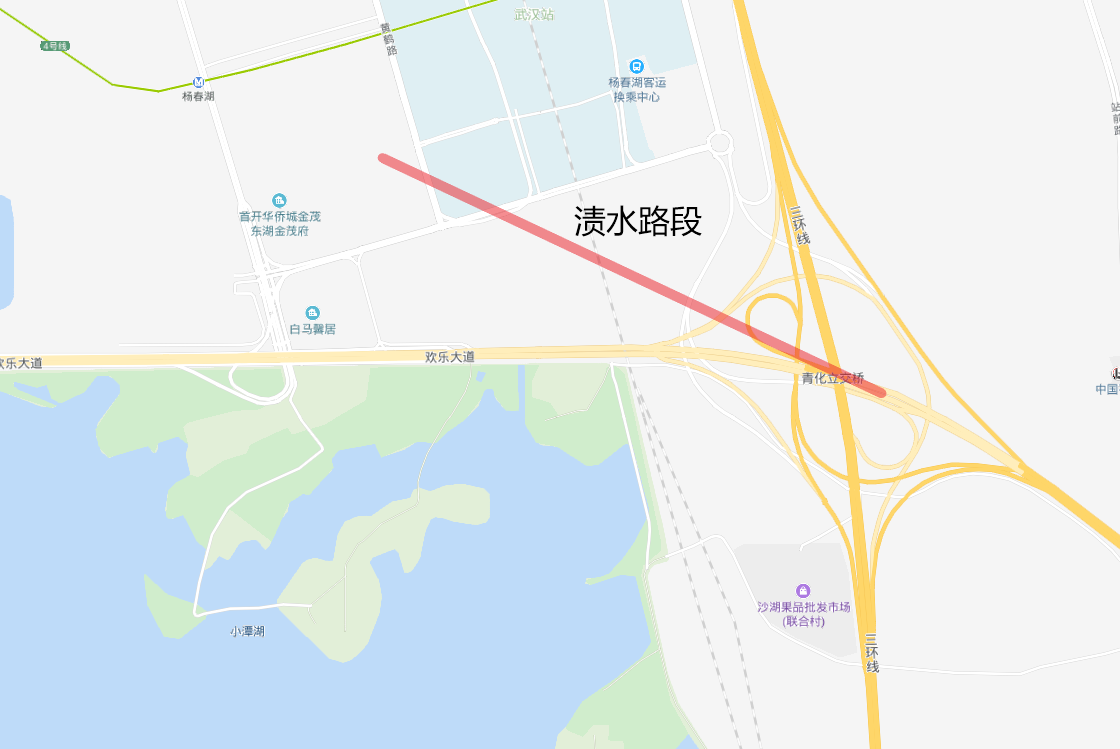 武汉站
黄鹤路
4号线
杨春湖
杨春湖客运
换乘中心
站前路
首开华侨城金茂
东湖金茂府
渍水路段
三环线
白马馨居
欢乐大道
欢乐大道
青化立交桥
中国
沙湖果品批发市场
(联合村)
小潭湖
三环线